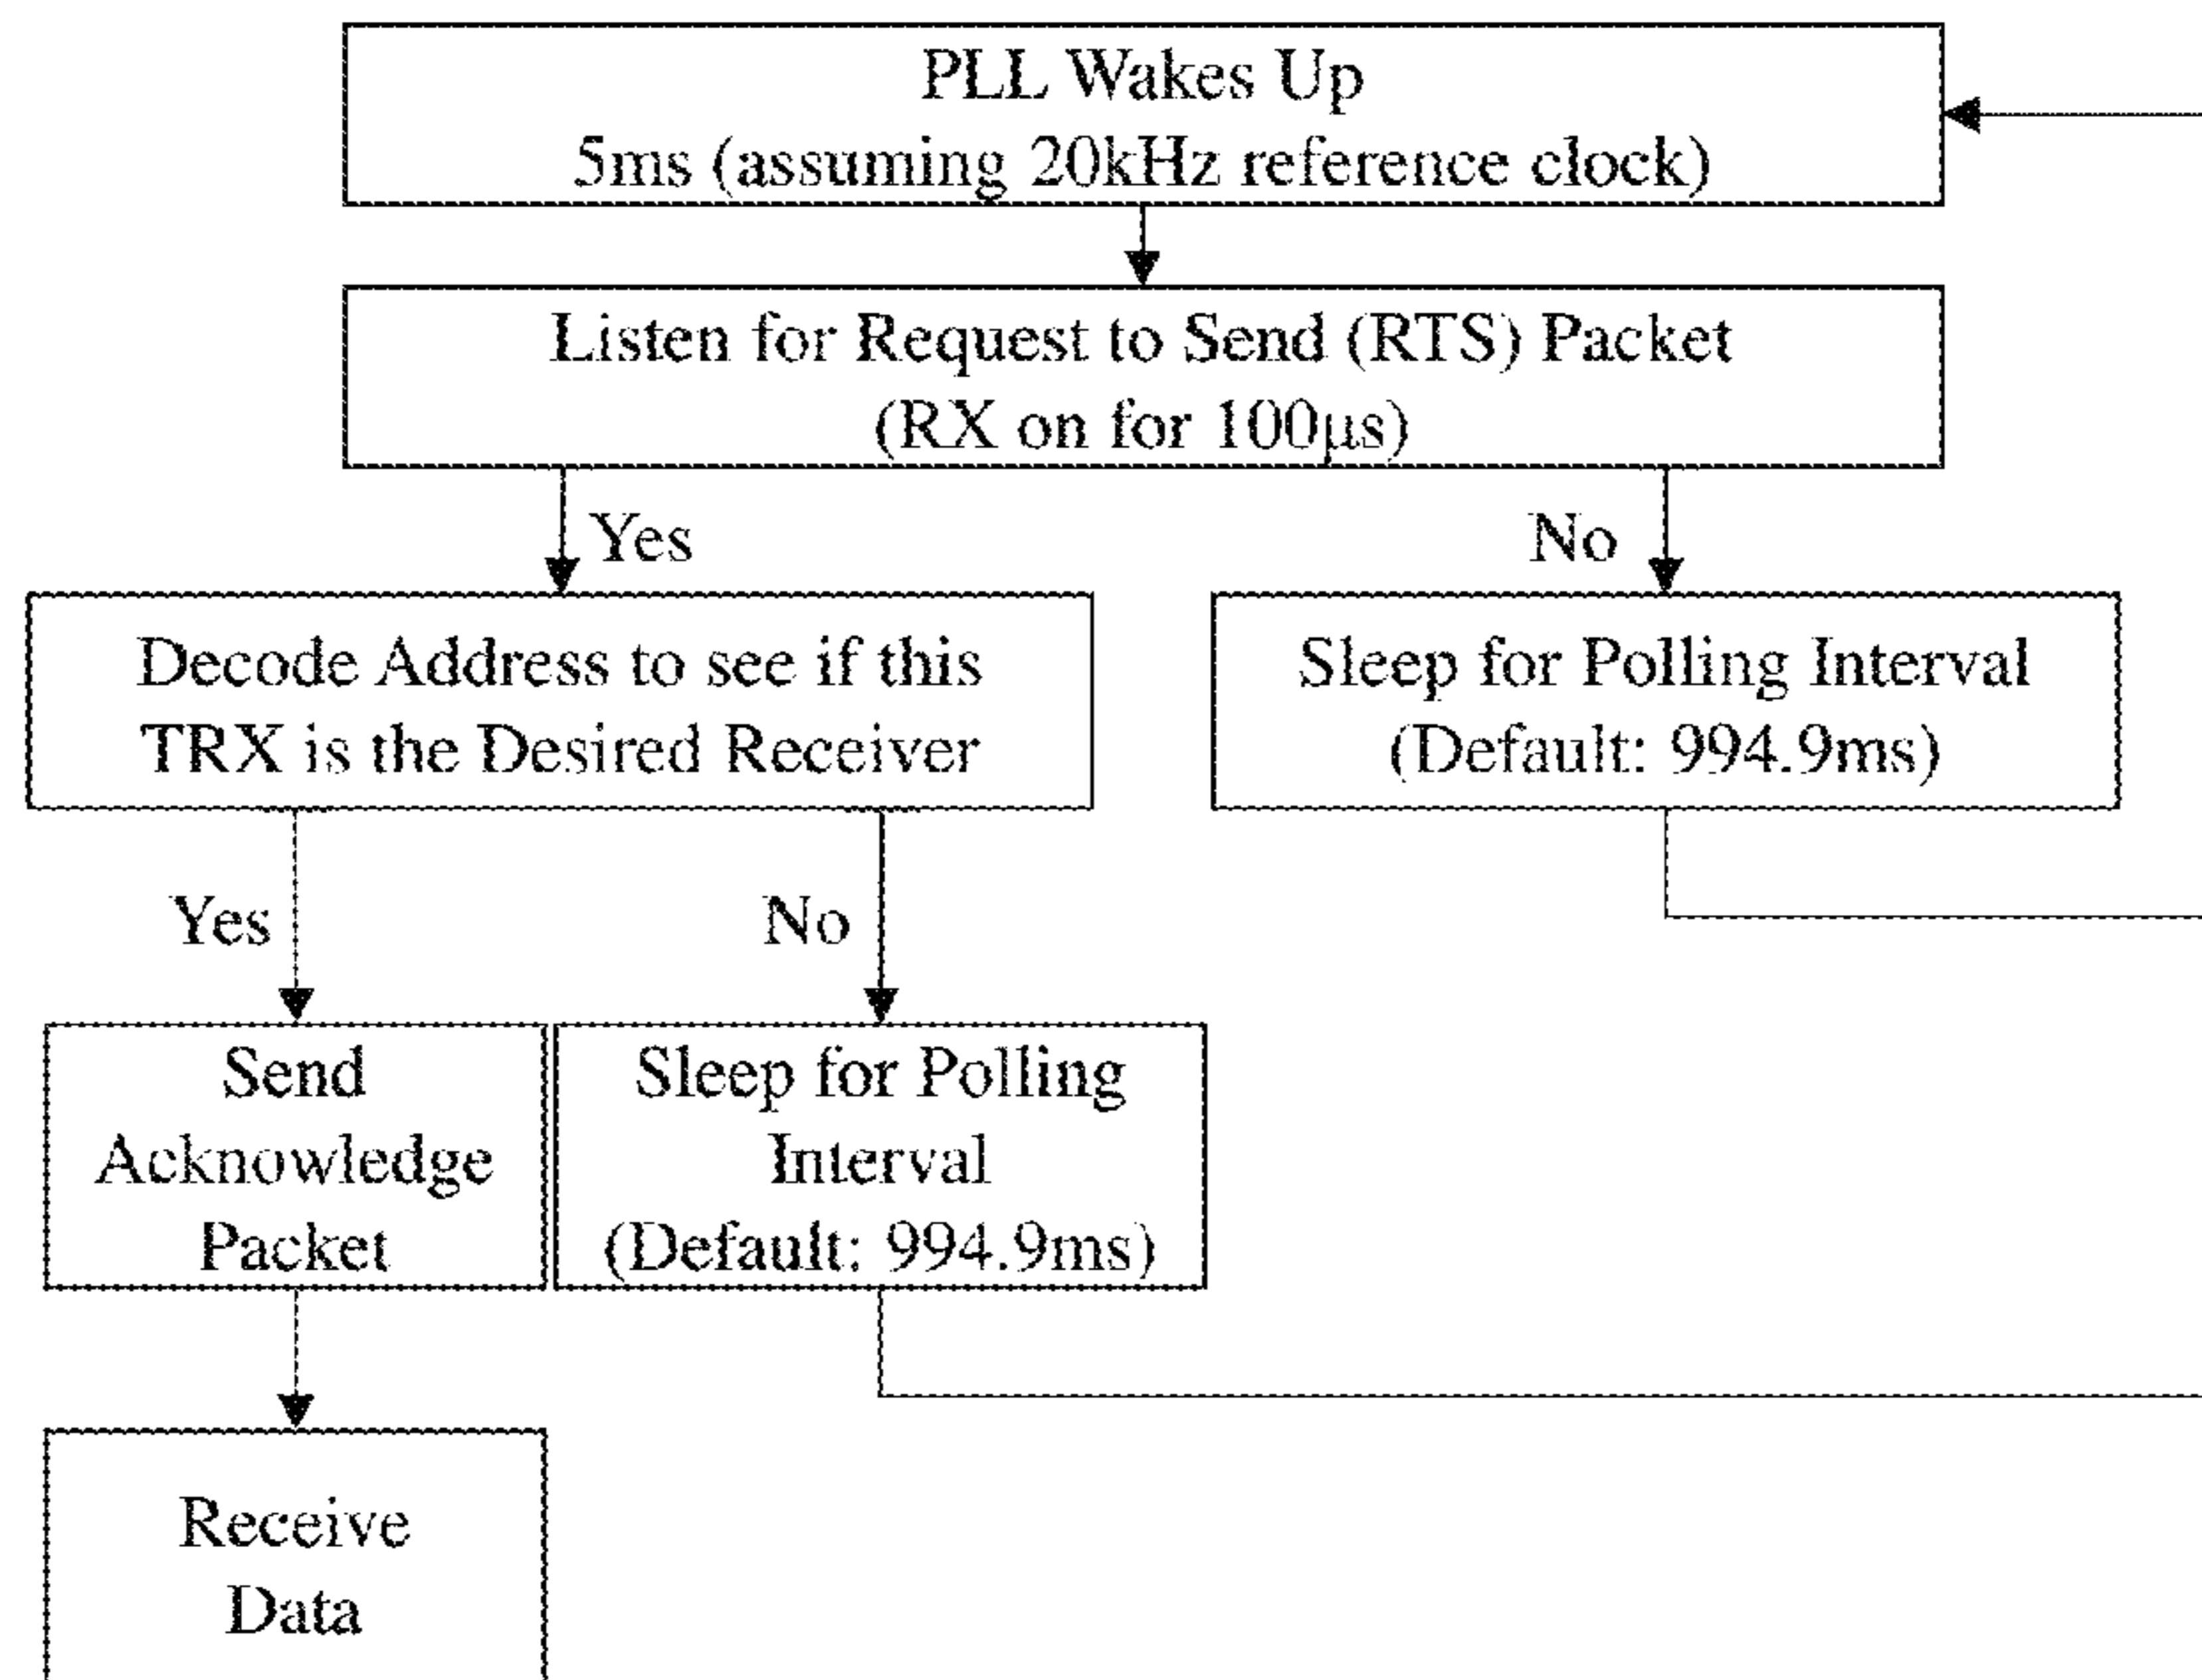 PLL Wakes Up
5ms (assuming 20kHz reference clock)
Listen for Request to Send (RTS) Packet
(RX on for 100µs)
Yes
No
Decode Address to see if this
TRX is the Desired Receiver
Sleep for Polling Interval
(Default: 994.9ms)
Yes
No
Send
Acknowledge
Packet
Sleep for Polling
Interval
(Default: 994.9ms)
Receive
Data